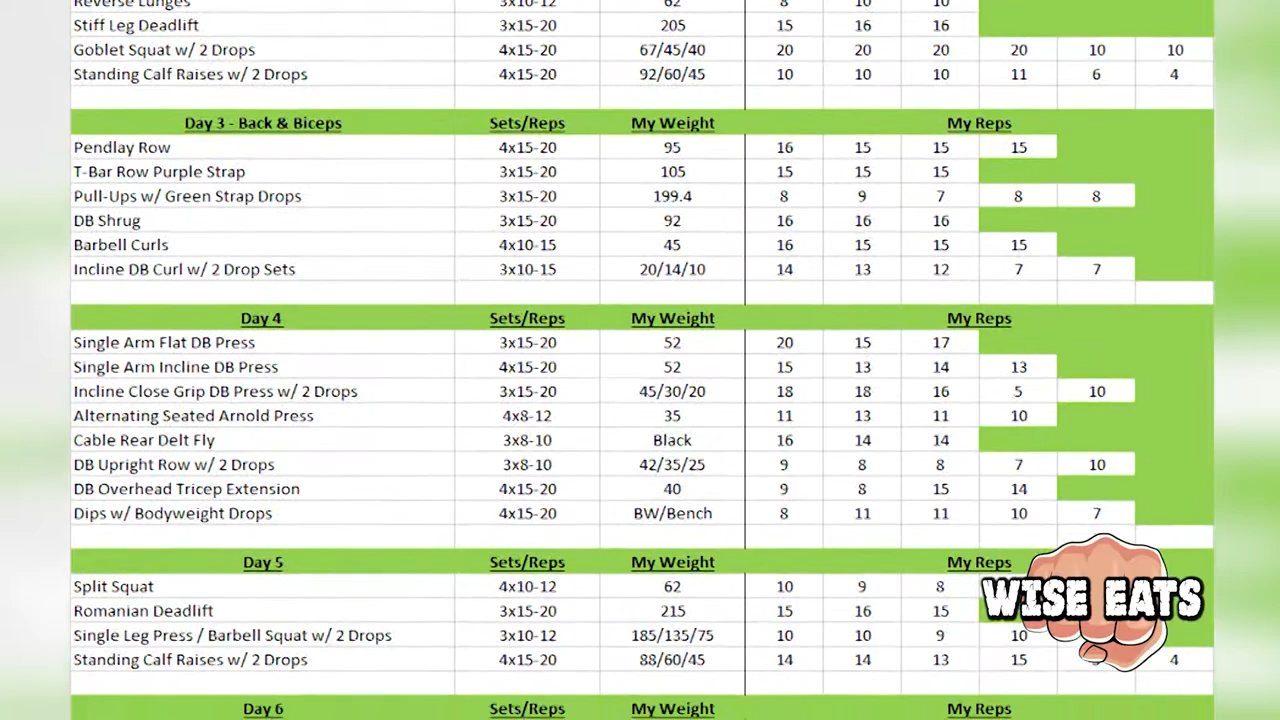 Reverse Lunges 3x10-12 62 8 10 10
Stiff Leg Deadlift 3x15-20 205 15 16 16
Goblet Squat w/ 2 Drops 4x15-20 67/45/40 20 20 20 20 10 10
Standing Calf Raises w/ 2 Drops 4x15-20 92/60/45 10 10 10 11 6 4
Day 3 - Back & Biceps Sets/Reps My Weight My Reps
Pendlay Row 4x15-20 95 16 15 15 15
T-Bar Row Purple Strap 3x15-20 105 15 15 15
Pull-Ups w/ Green Strap Drops 3x15-20 199.4 8 9 7 8 8
DB Shrug 3x15-20 92 16 16 16
Barbell Curls 4x10-15 45 16 15 15 15
Incline DB Curl w/ 2 Drop Sets 3x10-15 20/14/10 14 13 12 7 7
Day 4 Sets/Reps My Weight My Reps
Single Arm Flat DB Press 3x15-20 52 20 15 17
Single Arm Incline DB Press 4x15-20 52 15 13 14 13
Incline Close Grip DB Press w/ 2 Drops 3x15-20 45/30/20 18 18 16 5 10
Alternating Seated Arnold Press 4x8-12 35 11 13 11 10
Cable Rear Delt Fly 3x8-10 Black 16 14 14
DB Upright Row w/ 2 Drops 3x8-10 42/35/25 9 8 8 7 10
DB Overhead Tricep Extension 4x15-20 40 9 8 15 14
Dips w/ Bodyweight Drops 4x15-20 BW/Bench 8 11 11 10 7
Day 5 Sets/Reps My Weight My Reps
Split Squat 4x10-12 62 10 9 8
Romanian Deadlift 3x15-20 215 15 16 15
WISE EATS
Single Leg Press / Barbell Squat w/ 2 Drops 3x10-12 185/135/75 10 10 9 10
Standing Calf Raises w/ 2 Drops 4x15-20 88/60/45 14 14 13 15 4
Day 6 Sets/Reps My Weight My Reps